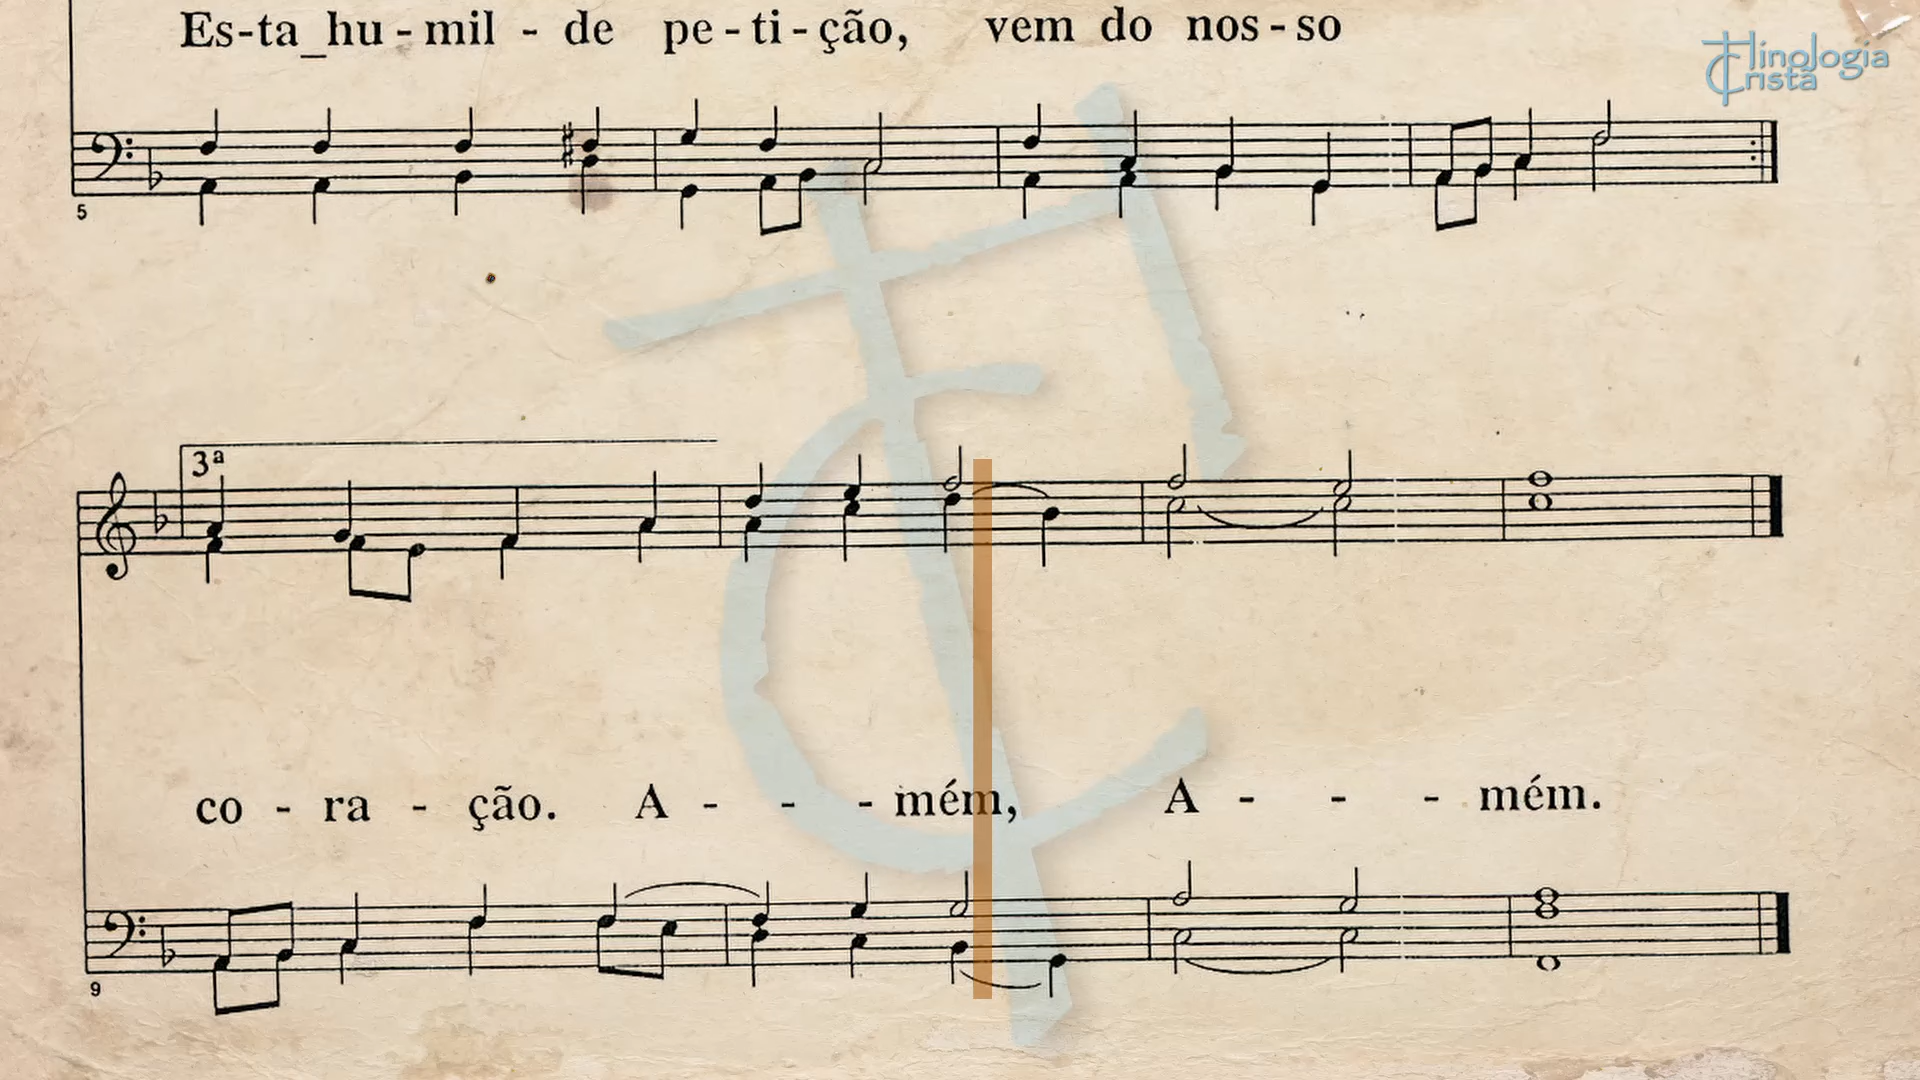 Es-ta_hu-mil - de pe-ti-ção, vem do nos-so
Hinologia
Cristã
5
3ª
co - ra - ção. A - - - mém, A - - - mém.
9